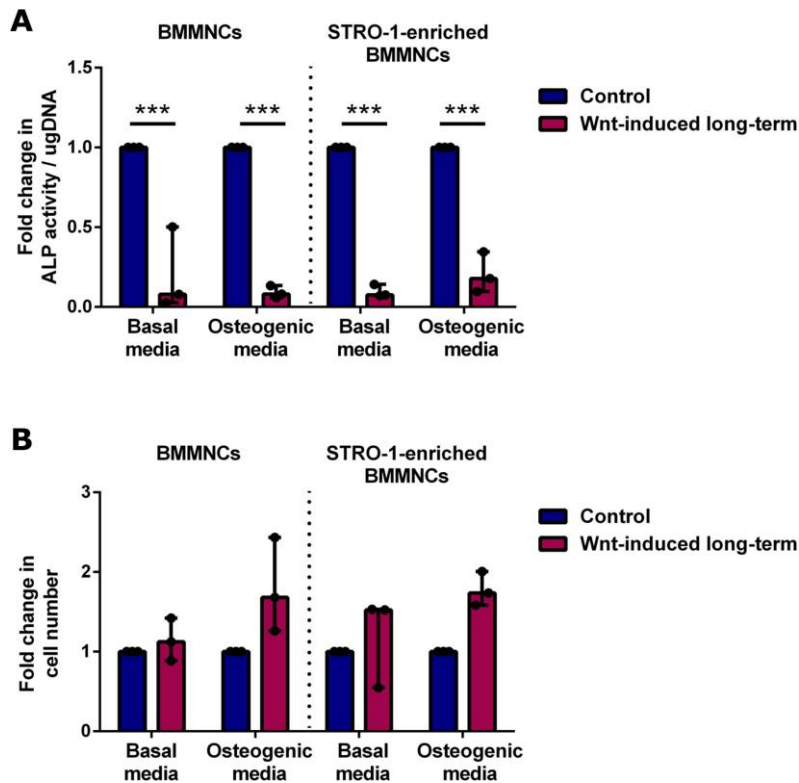 A
BMMNCs
STRO-1-enriched
BMMNCs
Fold change in
ALP activity / ugDNA
1.5
1.0
0.5
0.0
***
***
***
***
Basal
media
Osteogenic
media
Basal
media
Osteogenic
media
Control
Wnt-induced long-term
B
BMMNCs
STRO-1-enriched
BMMNCs
Fold change in
cell number
3
2
1
0
Basal
media
Osteogenic
media
Basal
media
Osteogenic
media
Control
Wnt-induced long-term